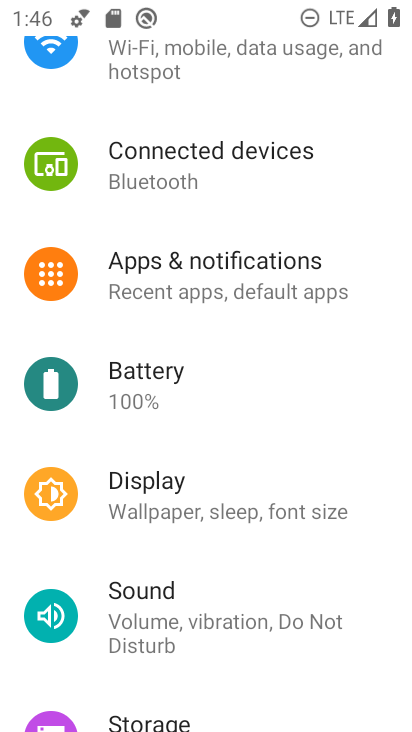 1:46
LTE
Wi-Fi, mobile, data usage, and
hotspot
Connected devices
Bluetooth
Apps & notifications
Recent apps, default apps
Battery
100%
Display
Wallpaper, sleep, font size
Sound
Volume, vibration, Do Not
Disturb
Storage